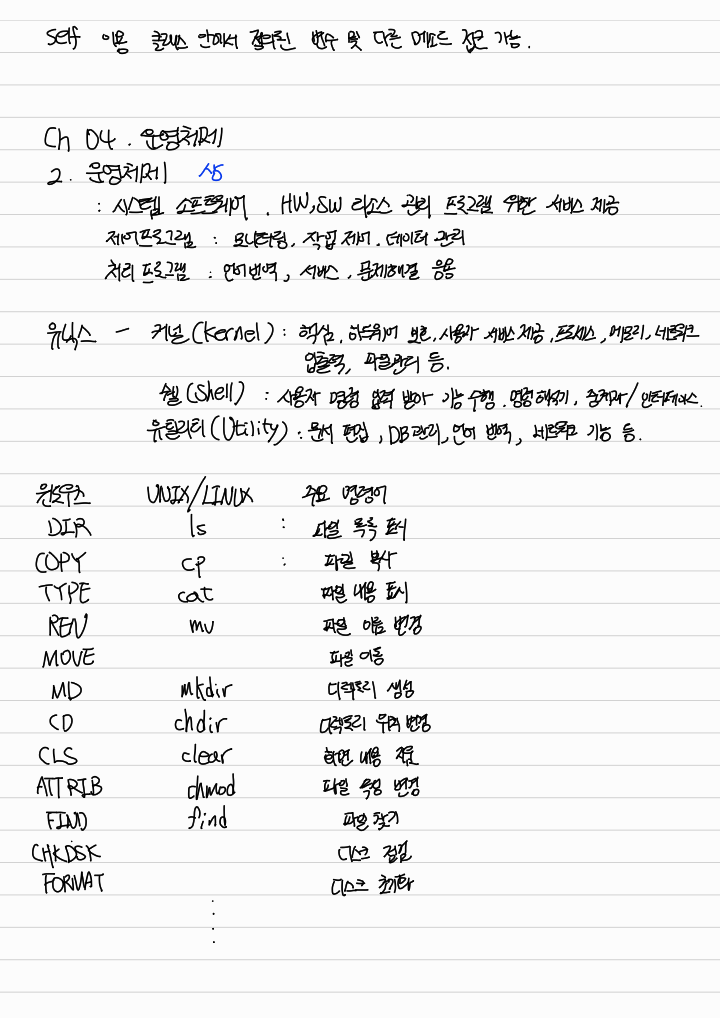 self 이용 클래스 안에서 정의된 변수 및 다른 메소드 접근 가능.
Ch 04. 운영체제
2. 운영체제 상
: 시스템 소프트웨어. HW, SW 리소스 관리 프로그램 위한 서비스 제공
제어프로그램 : 모니터링, 작업 제어, 데이터 관리
처리 프로그램 : 언어번역, 서비스, 문제해결 응용
유닉스 - 커널(Kernel) : 핵심, 하드웨어 보호, 사용자 서비스 제공, 프로세스, 메모리, 네트워크
입출력, 파일관리 등.
쉘(Shell) : 사용자 명령 입력 받아 기능 수행. 명령해석기, 중개자/인터페이스.
유틸리티(Utility) : 문서 편집, DB관리, 언어 번역, 네트워크 기능 등.
윈도우즈 UNIX/LINUX 주요 명령어
DIR ls : 파일 목록 표시
COPY cp : 파일 복사
TYPE cat 파일 내용 표시
REN mv 파일 이름 변경
MOVE 파일 이동
MD mkdir 디렉토리 생성
CD chdir 디렉토리 위치 변경
CLS clear 화면 내용 지움
ATTRIB chmod 파일 속성 변경
FIND find 파일 찾기
CHKDSK 디스크 점검
FORMAT 디스크 초기화